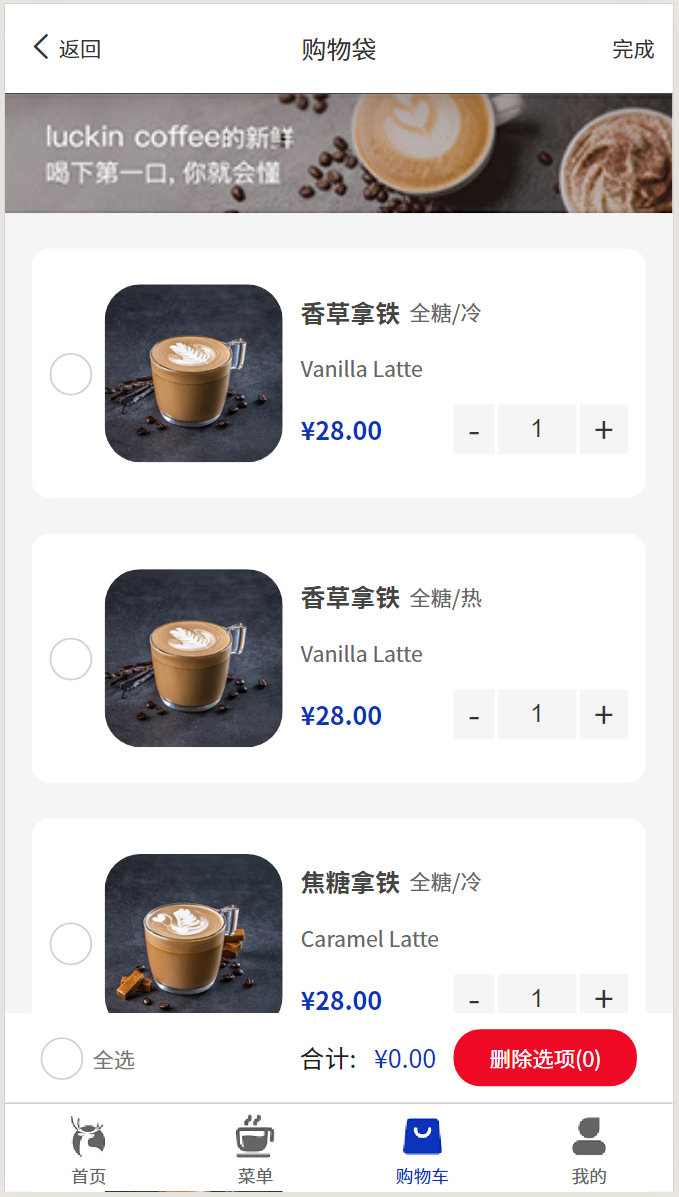 返回 购物袋 完成
luckin coffee的新鲜
喝下第一口, 你就会懂
香草拿铁 全糖/冷
Vanilla Latte
¥28.00 - 1 +
香草拿铁 全糖/热
Vanilla Latte
¥28.00 - 1 +
焦糖拿铁 全糖/冷
Caramel Latte
¥28.00 - 1 +
全选 合计: ¥0.00 删除选项(0)
首页 菜单 购物车 我的